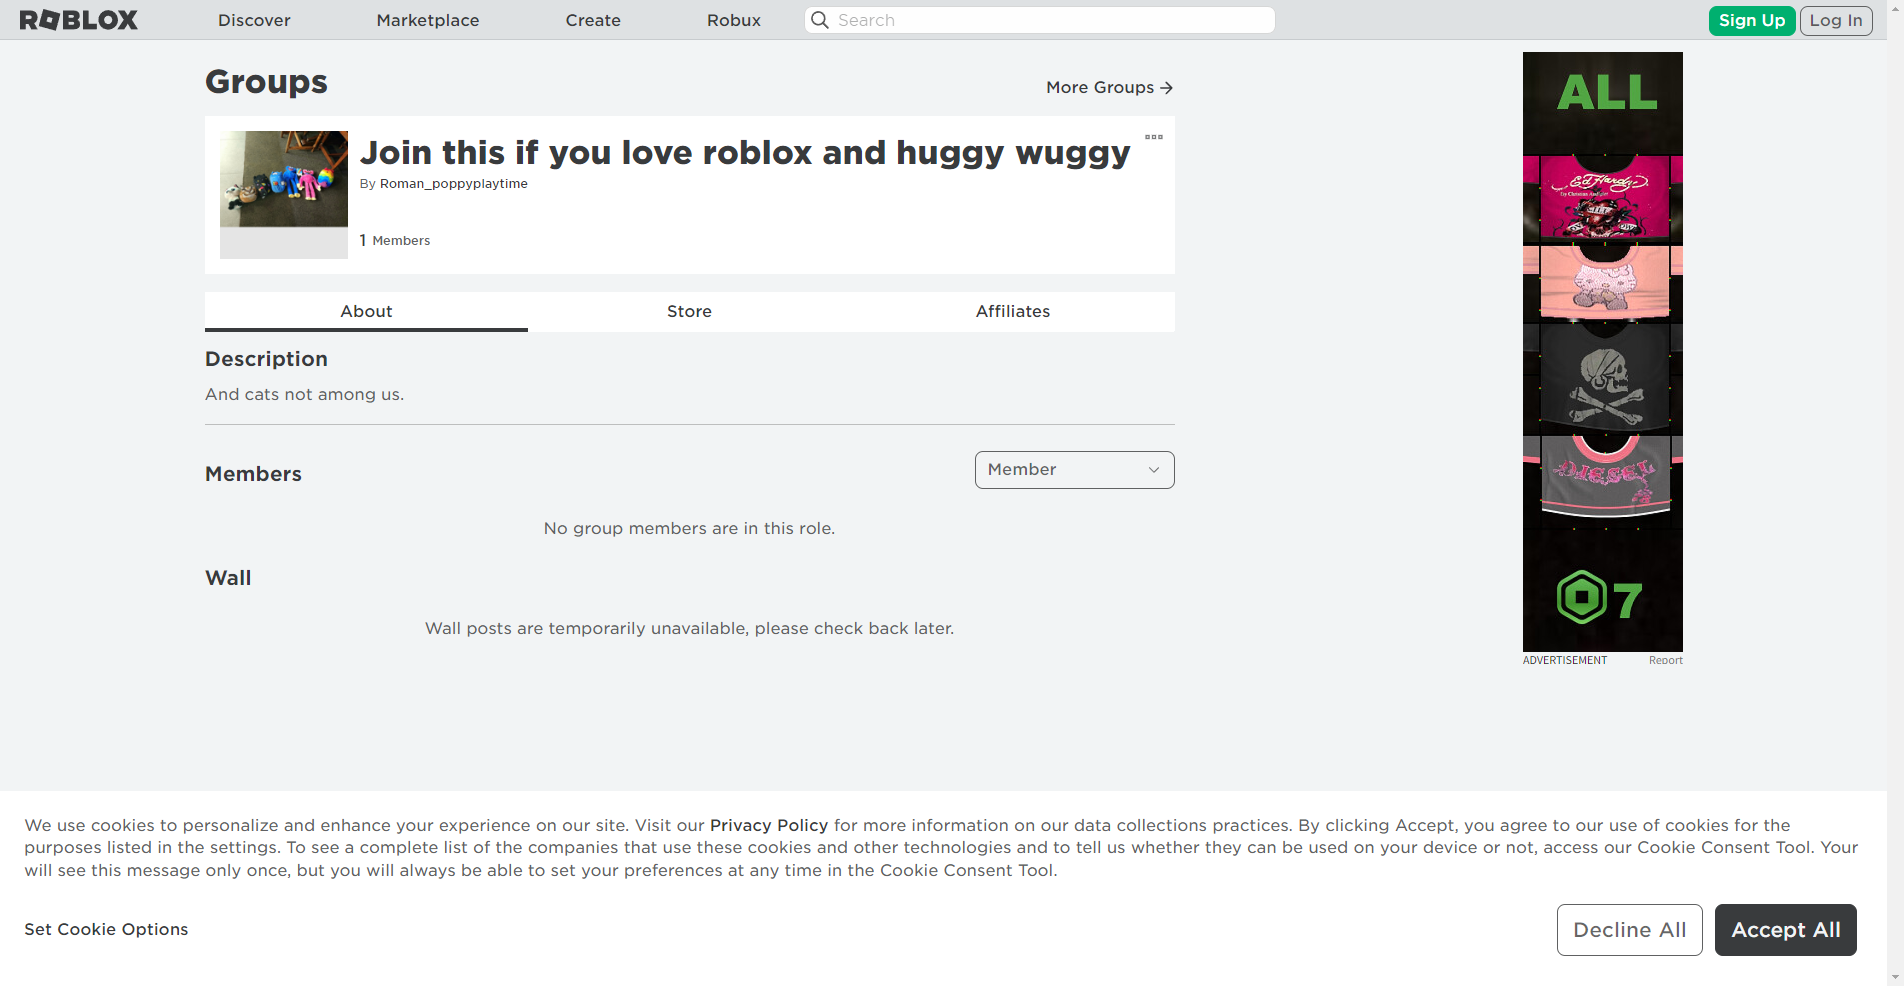 ROBLOX Discover Marketplace Create Robux Search Sign Up Log In
Groups
More Groups
Join this if you love roblox and huggy wuggy
By Roman_poppyplaytime
1 Members
About Store Affiliates
Description
And cats not among us.
Members
Member
No group members are in this role.
Wall
Wall posts are temporarily unavailable, please check back later.
ALL
Ed Hardy
DIESEL
7
ADVERTISEMENT Report
We use cookies to personalize and enhance your experience on our site. Visit our Privacy Policy for more information on our data collections practices. By clicking Accept, you agree to our use of cookies for the
purposes listed in the settings. To see a complete list of the companies that use these cookies and other technologies and to tell us whether they can be used on your device or not, access our Cookie Consent Tool. Your
will see this message only once, but you will always be able to set your preferences at any time in the Cookie Consent Tool.
Set Cookie Options
Decline All
Accept All